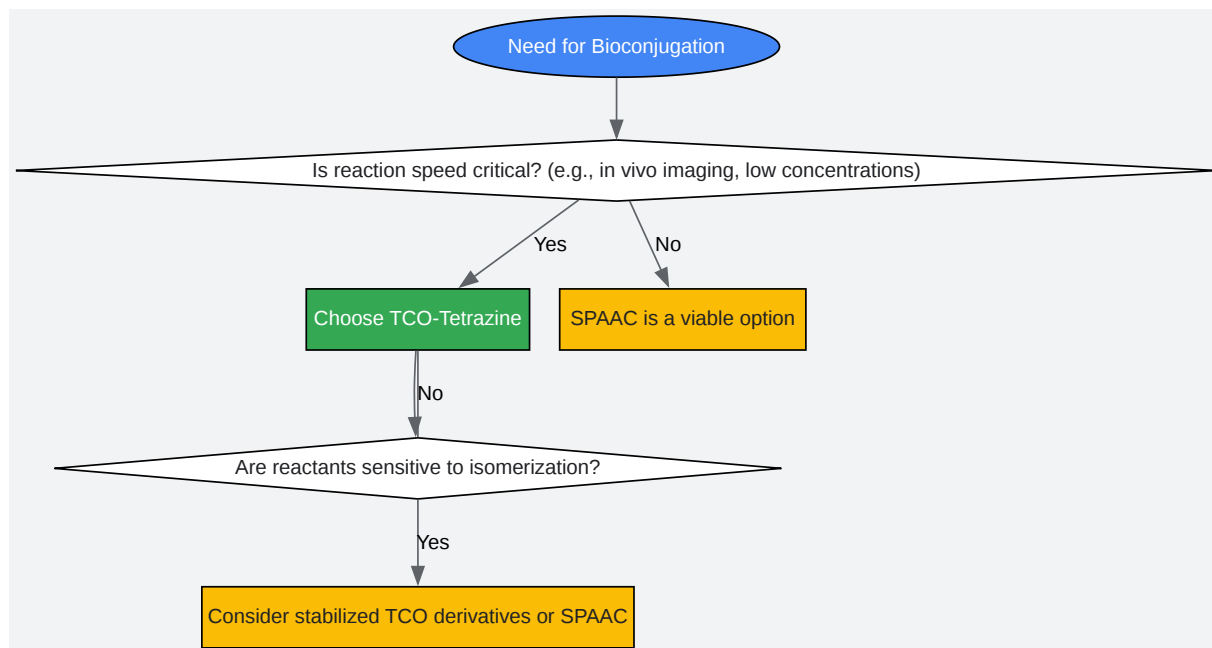 Need for Bioconjugation
Is reaction speed critical? (e.g., in vivo imaging, low concentrations)
Yes
No
Choose TCO-Tetrazine
SPAAC is a viable option
No
Are reactants sensitive to isomerization?
Yes
Consider stabilized TCO derivatives or SPAAC